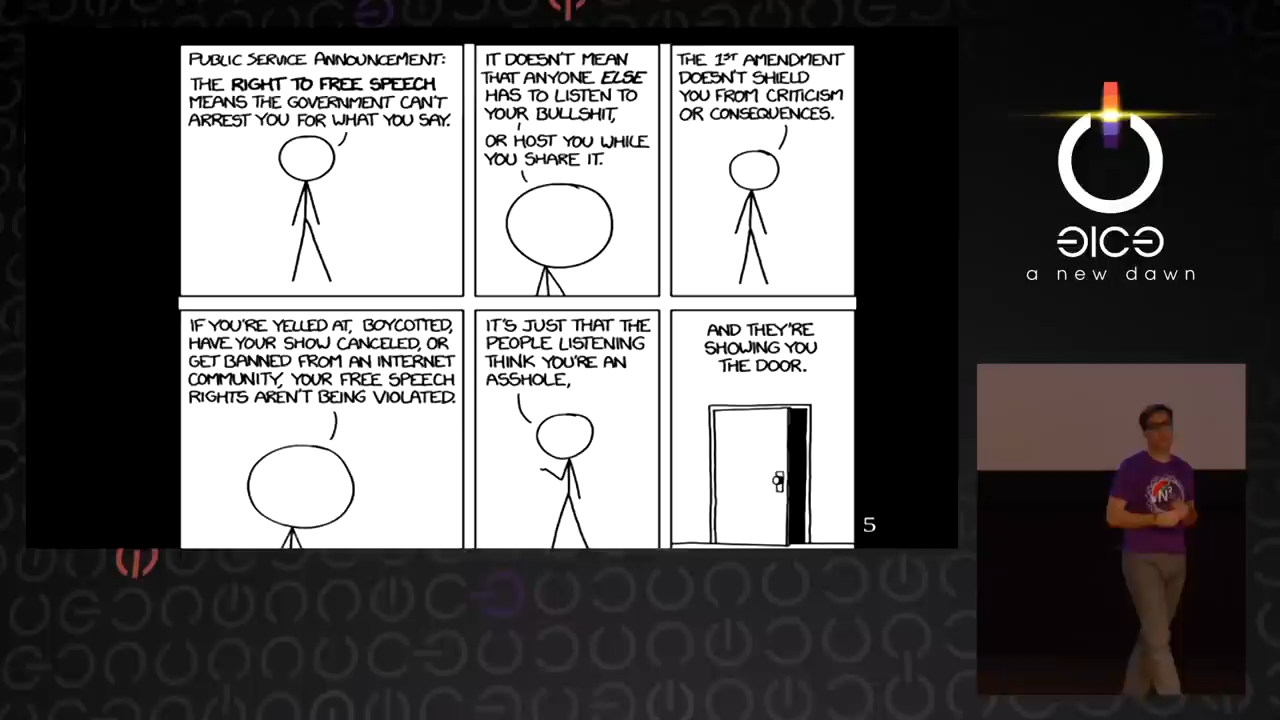 PUBLIC SERVICE ANNOUNCEMENT:
THE RIGHT TO FREE SPEECH
MEANS THE GOVERNMENT CAN'T
ARREST YOU FOR WHAT YOU SAY.
IT DOESN'T MEAN
THAT ANYONE ELSE
HAS TO LISTEN TO
YOUR BULLSHIT,
OR HOST YOU WHILE
YOU SHARE IT.
THE 1ST AMENDMENT
DOESN'T SHIELD
YOU FROM CRITICISM
OR CONSEQUENCES.
IF YOU'RE YELLED AT, BOYCOTTED,
HAVE YOUR SHOW CANCELED, OR
GET BANNED FROM AN INTERNET
COMMUNITY, YOUR FREE SPEECH
RIGHTS AREN'T BEING VIOLATED.
IT'S JUST THAT THE
PEOPLE LISTENING
THINK YOU'RE AN
ASSHOLE,
AND THEY'RE
SHOWING YOU
THE DOOR.
5
a new dawn
N²